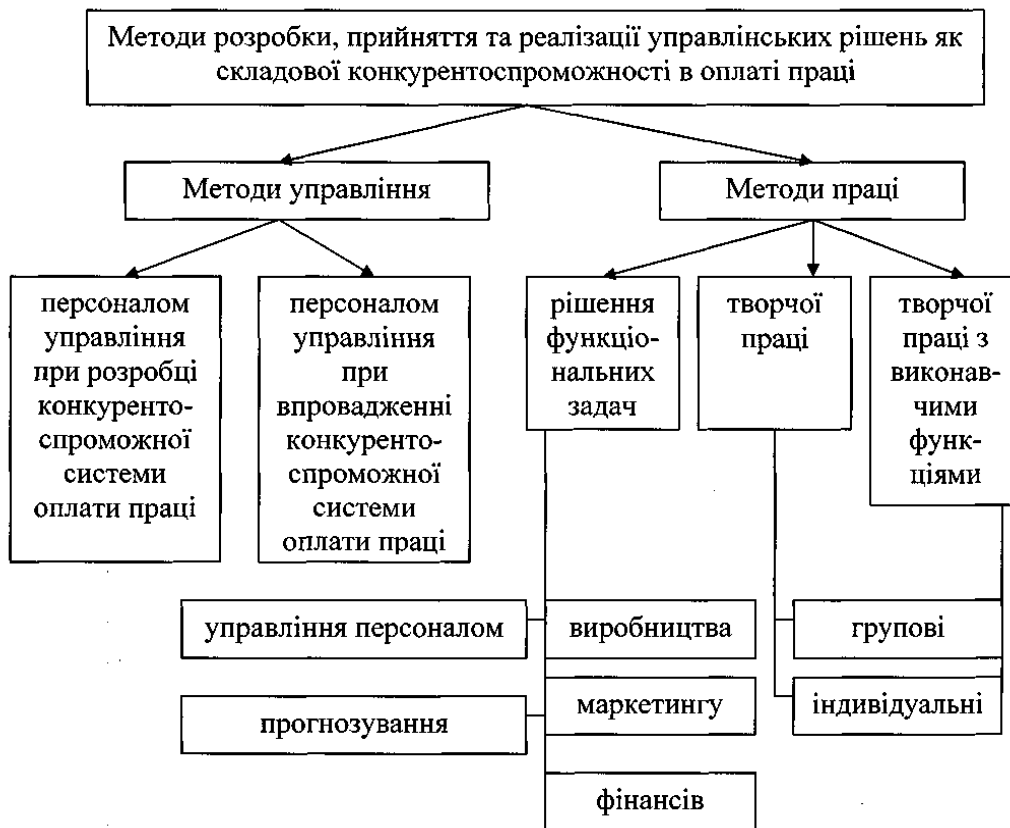 Методи розробки, прийняття та реалізації управлінських рішень як
складової конкурентоспроможності в оплаті праці
Методи управління
Методи праці
персоналом
управління
при розробці
конкуренто-
спроможної
системи
оплати праці
персоналом
управління
при
впровадженні
конкуренто-
спроможної
системи
оплати праці
рішення
функціо-
нальних
задач
творчої
праці
творчої
праці з
виконав-
чими
функ-
ціями
управління персоналом
виробництва
групові
прогнозування
маркетингу
індивідуальні
фінансів